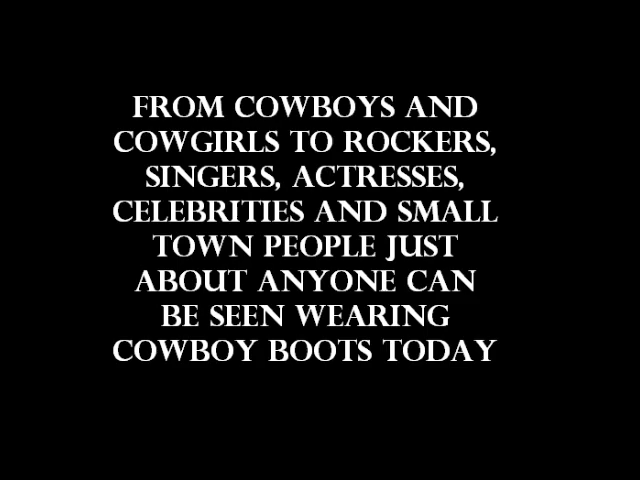 FROM COWBOYS AND
COWGIRLS TO ROCKERS,
SINGERS, ACTRESSES,
CELEBRITIES AND SMALL
TOWN PEOPLE JUST
ABOUT ANYONE CAN
BE SEEN WEARING
COWBOY BOOTS TODAY